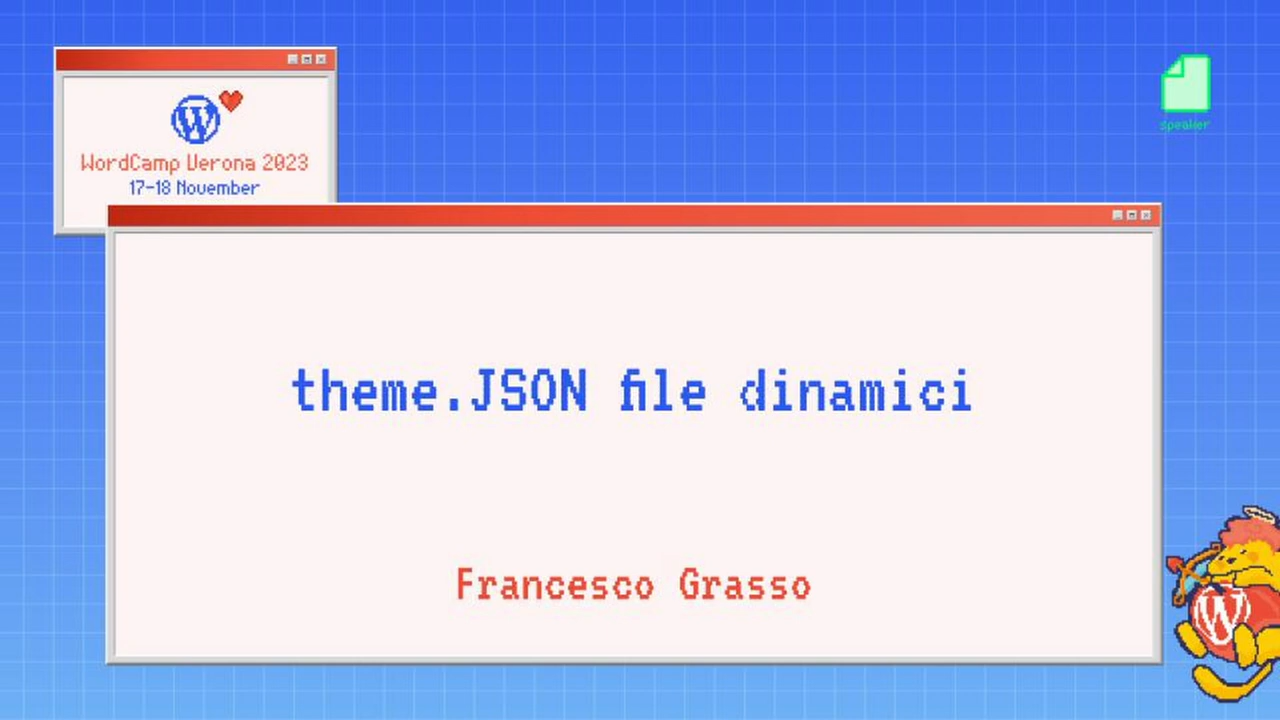 WordCamp Verona 2023
17-18 November
speaker
theme.JSON file dinamici
Francesco Grasso